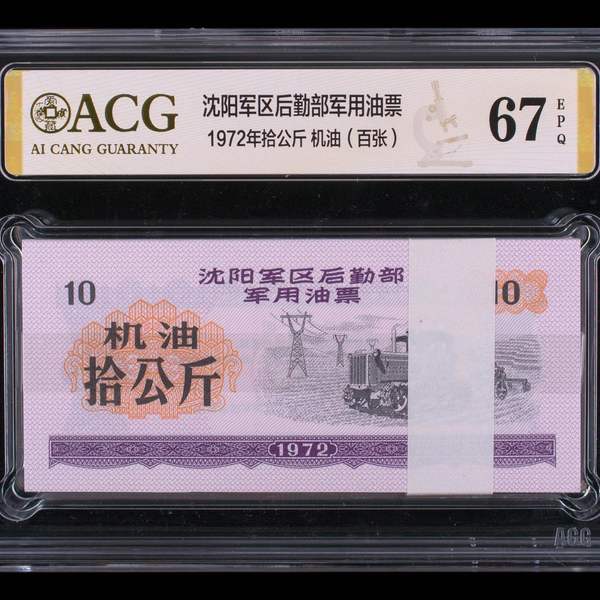 ACG
AI CANG GUARANTY
沈阳军区后勤部军用油票
1972年拾公斤 机油（百张）
67
EPQ
沈阳军区后勤部
军用油票
10
10
机油
拾公斤
1972
ACG